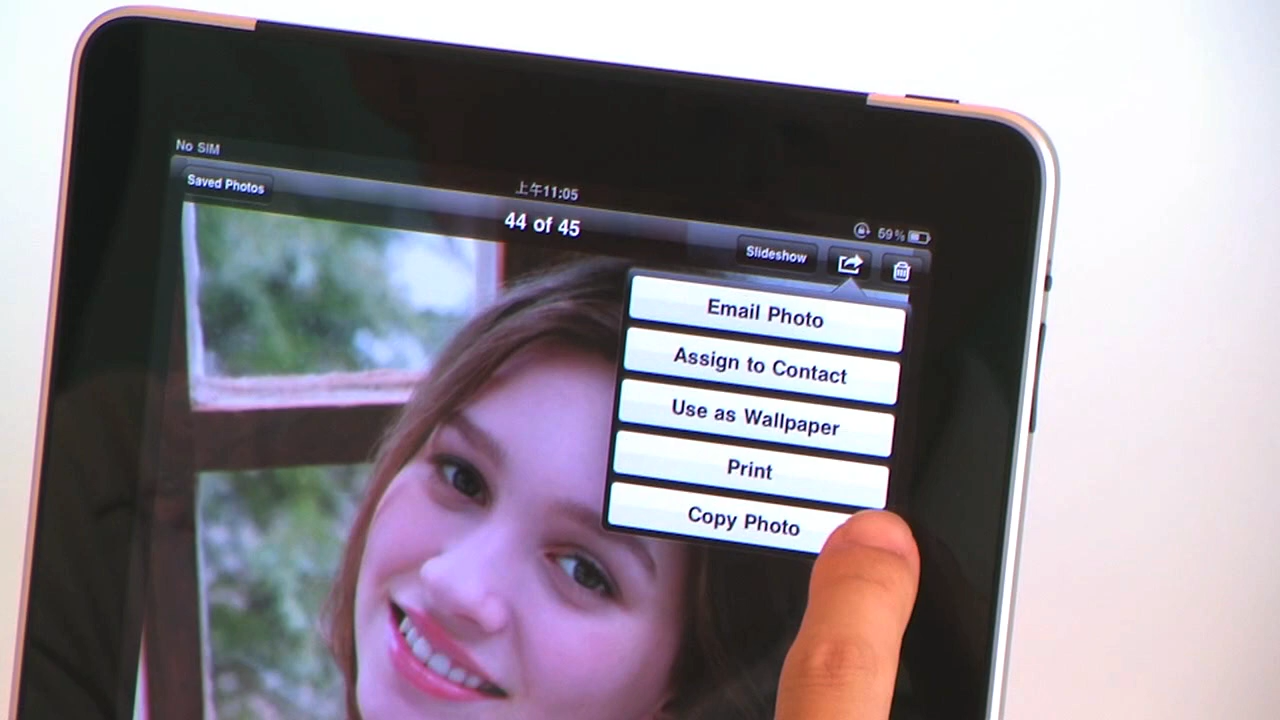 No SIM
上午11:05
59%
Saved Photos
44 of 45
Slideshow
Email Photo
Assign to Contact
Use as Wallpaper
Print
Copy Photo